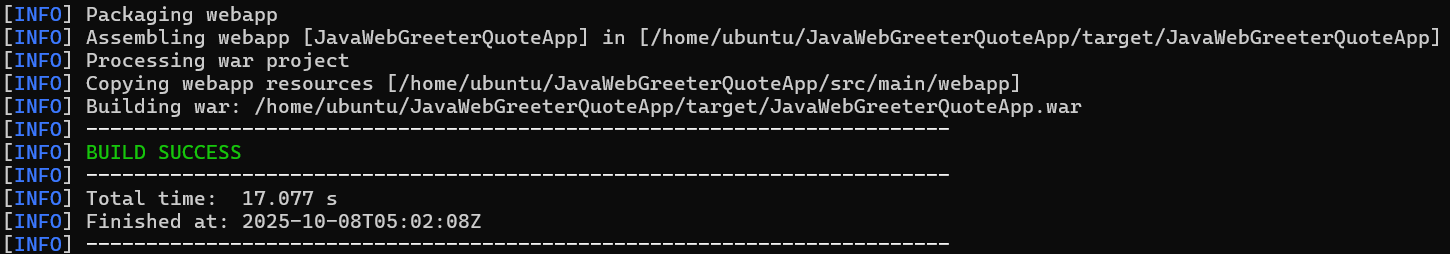 [INFO] Packaging webapp
[INFO] Assembling webapp [JavaWebGreeterQuoteApp] in [/home/ubuntu/JavaWebGreeterQuoteApp/target/JavaWebGreeterQuoteApp]
[INFO] Processing war project
[INFO] Copying webapp resources [/home/ubuntu/JavaWebGreeterQuoteApp/src/main/webapp]
[INFO] Building war: /home/ubuntu/JavaWebGreeterQuoteApp/target/JavaWebGreeterQuoteApp.war
[INFO] ------------------------------------------------------------------------
[INFO] BUILD SUCCESS
[INFO] ------------------------------------------------------------------------
[INFO] Total time:  17.077 s
[INFO] Finished at: 2025-10-08T05:02:08Z
[INFO] ------------------------------------------------------------------------